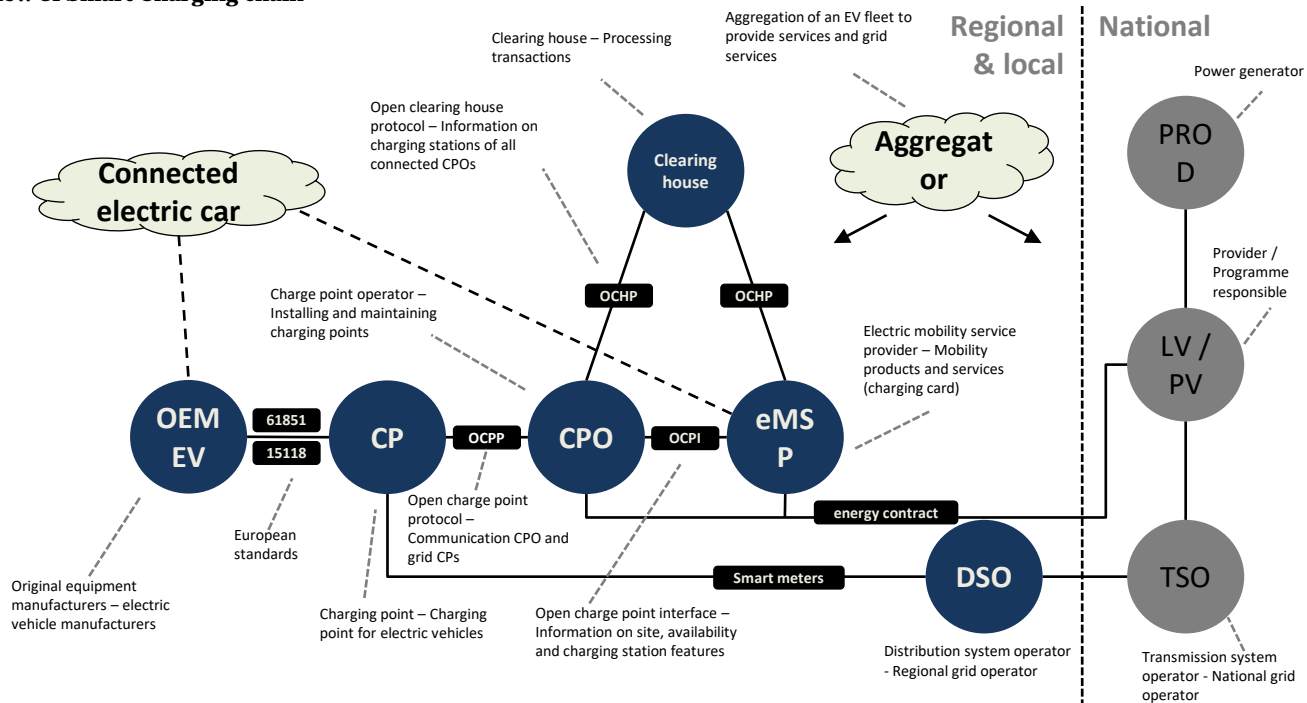 of Smart Charging chain
Aggregation of an EV fleet to
provide services and grid
services
Regional
& local
National
Clearing house – Processing
transactions
Power generator
Open clearing house
protocol – Information on
charging stations of all
connected CPOs
Clearing
house
Aggregat
or
PRO
D
Connected
electric car
Provider /
Programme
responsible
Charge point operator –
Installing and maintaining
charging points
OCHP
OCHP
Electric mobility service
provider – Mobility
products and services
(charging card)
LV /
PV
OEM
EV
61851
15118
CP
OCPP
CPO
OCPI
eMS
P
Open charge point
protocol –
Communication CPO and
grid CPs
energy contract
European
standards
Smart meters
DSO
TSO
Original equipment
manufacturers – electric
vehicle manufacturers
Charging point – Charging
point for electric vehicles
Open charge point interface –
Information on site, availability
and charging station features
Distribution system operator
- Regional grid operator
Transmission system
operator - National grid
operator